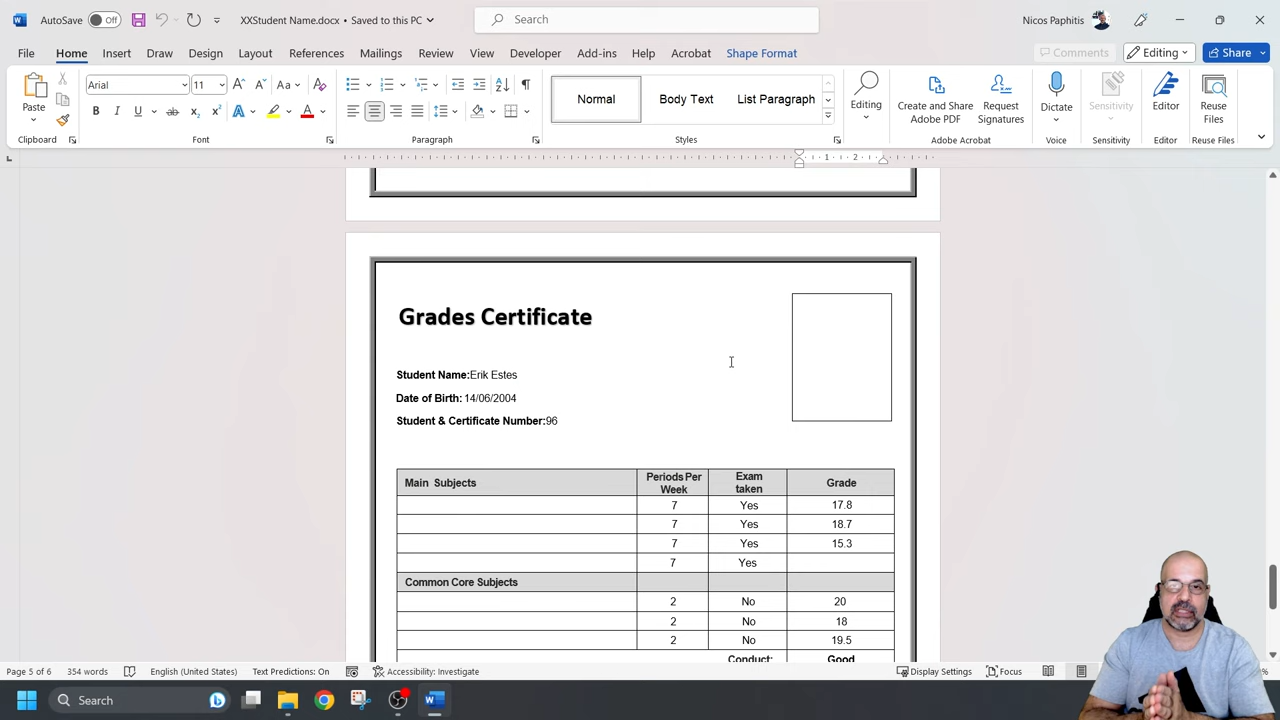 AutoSave Off XXStudent Name.docx • Saved to this PC Search Nicos Paphitis
File Home Insert Draw Design Layout References Mailings Review View Developer Add-ins Help Acrobat Shape Format Comments Editing Share
Paste
Arial 11 Aa
B I U ab x₂ x² A A
Normal Body Text List Paragraph
Editing
Create and Share
Adobe PDF
Request
Signatures
Dictate
Sensitivity
Editor
Reuse
Files
Clipboard Font Paragraph Styles Adobe Acrobat Voice Sensitivity Editor Reuse Files
1 2
Grades Certificate
Student Name:Erik Estes
Date of Birth: 14/06/2004
Student & Certificate Number:96
Main Subjects Periods Per Week Exam taken Grade
7 Yes 17.8
7 Yes 18.7
7 Yes 15.3
7 Yes
Common Core Subjects
2 No 20
2 No 18
2 No 19.5
Conduct: Good
Page 5 of 6 354 words English (United States) Text Predictions: On Accessibility: Investigate Display Settings Focus
Search